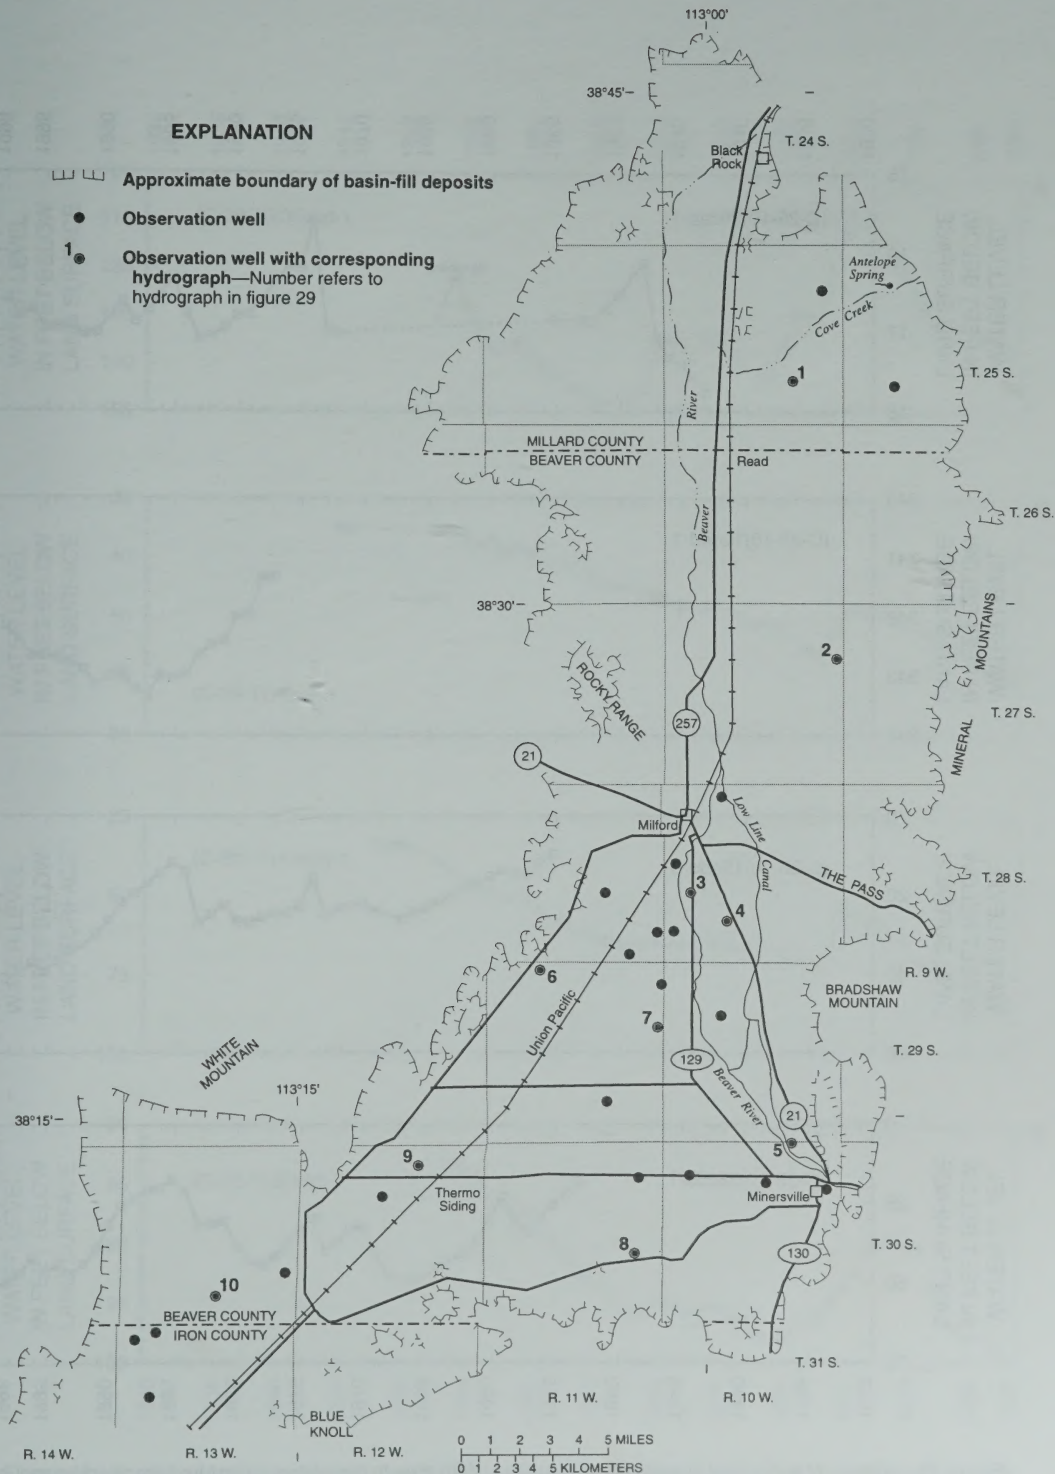 113°00'
38°45'
EXPLANATION
Approximate boundary of basin-fill deposits
Observation well
1 Observation well with corresponding
hydrograph—Number refers to
hydrograph in figure 29
Black
Rock
T. 24 S.
Antelope
Spring
Cove Creek
1
T. 25 S.
River
MILLARD COUNTY
BEAVER COUNTY
Read
Beaver
T. 26 S.
38°30'
MINERAL MOUNTAINS
2
ROCKY RANGE
T. 27 S.
257
21
Low Line
Canal
Milford
THE PASS
T. 28 S.
3
4
R. 9 W.
6
BRADSHAW
MOUNTAIN
Union Pacific
7
WHITE
MOUNTAIN
129
T. 29 S.
Beaver River
113°15'
38°15'
21
5
9
Thermo
Siding
Minersville
T. 30 S.
8
130
10
BEAVER COUNTY
IRON COUNTY
T. 31 S.
R. 11 W.
R. 10 W.
BLUE
KNOLL
R. 14 W.
R. 13 W.
R. 12 W.
0 1 2 3 4 5 MILES
0 1 2 3 4 5 KILOMETERS